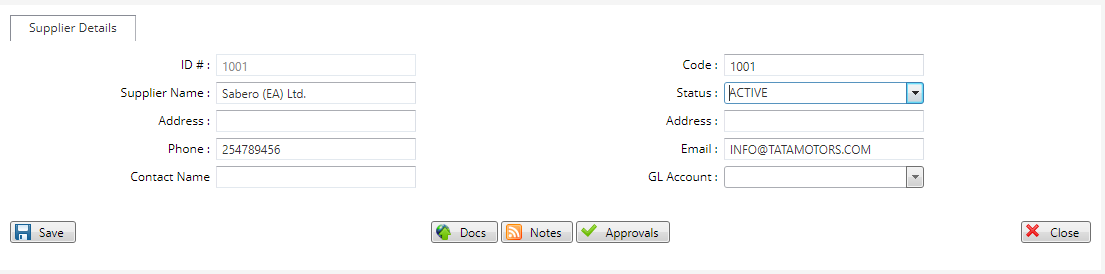 Supplier Details
ID # : 1001 Code : 1001
Supplier Name : Sabero (EA) Ltd. Status : ACTIVE
Address : Address :
Phone : 254789456 Email : INFO@TATAMOTORS.COM
Contact Name GL Account :
Save Docs Notes Approvals Close